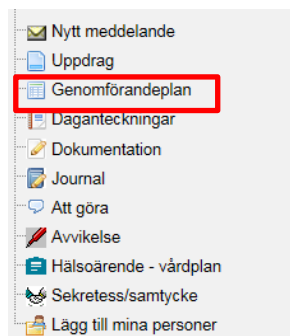 Nytt meddelande
Uppdrag
Genomförandeplan
Daganteckningar
Dokumentation
Journal
Att göra
Avvikelse
Hälsoärende - vårdplan
Sekretess/samtycke
Lägg till mina personer